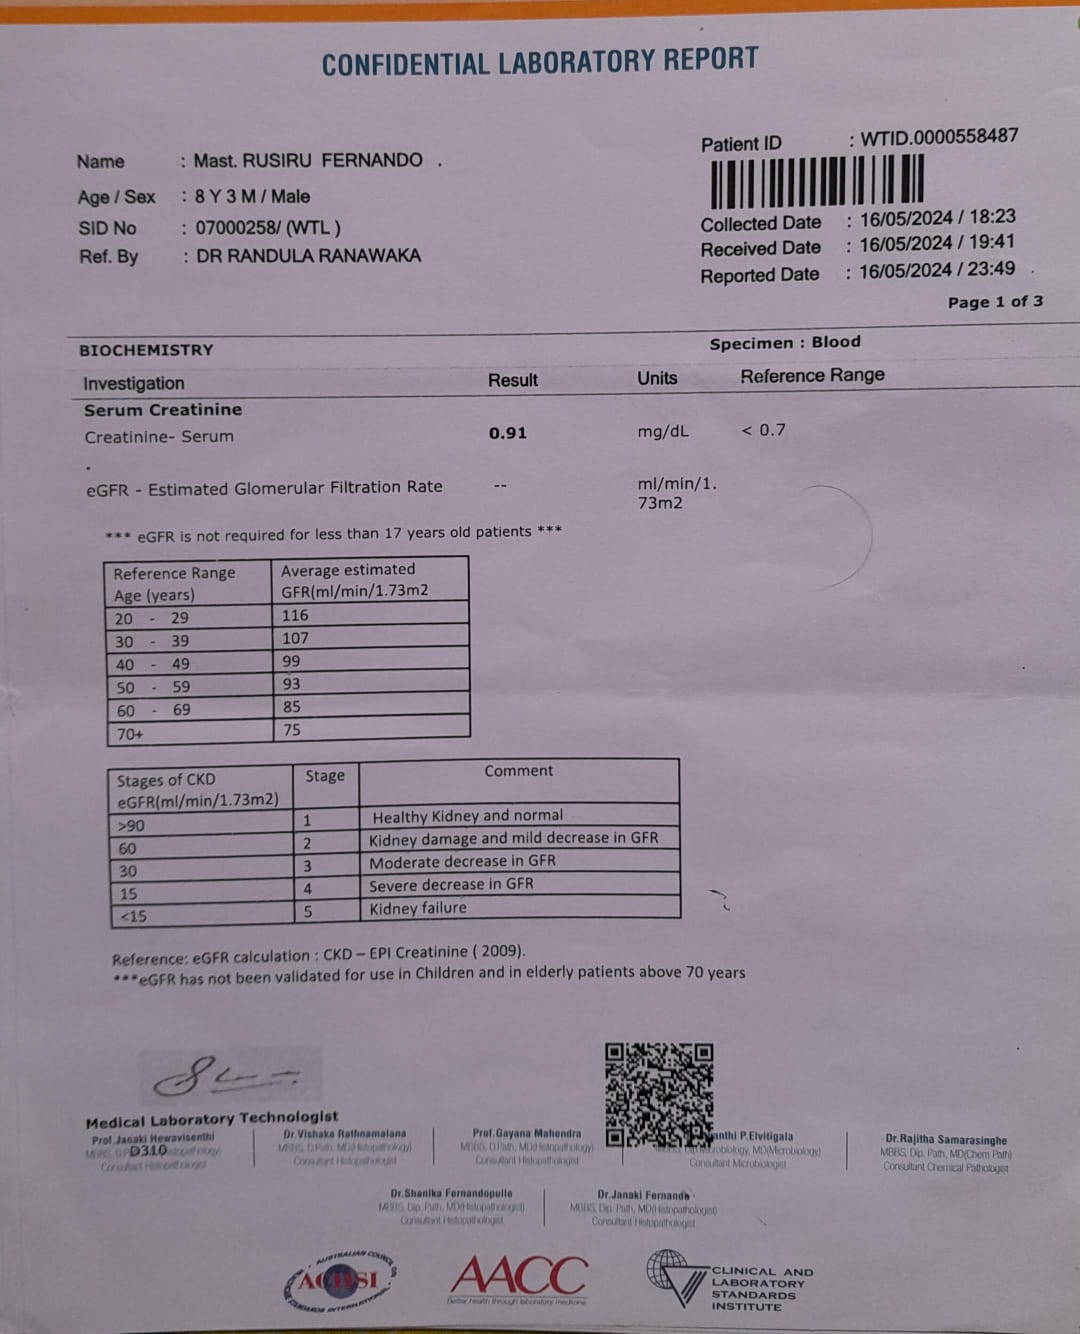 CONFIDENTIAL LABORATORY REPORT
Name : Mast. RUSIRU FERNANDO .
Age / Sex : 8 Y 3 M / Male
SID No : 07000258/ (WTL )
Ref. By : DR RANDULA RANAWAKA
Patient ID : WTID.0000558487
Collected Date : 16/05/2024 / 18:23
Received Date : 16/05/2024 / 19:41
Reported Date : 16/05/2024 / 23:49
Page 1 of 3
BIOCHEMISTRY Specimen : Blood
Investigation Result Units Reference Range
Serum Creatinine
Creatinine- Serum 0.91 mg/dL < 0.7
.
eGFR - Estimated Glomerular Filtration Rate -- ml/min/1.
73m2
*** eGFR is not required for less than 17 years old patients ***
Reference Range Average estimated
Age (years) GFR(ml/min/1.73m2
20 - 29 116
30 - 39 107
40 - 49 99
50 - 59 93
60 - 69 85
70+ 75
Stages of CKD Stage Comment
eGFR(ml/min/1.73m2)
>90 1 Healthy Kidney and normal
60 2 Kidney damage and mild decrease in GFR
30 3 Moderate decrease in GFR
15 4 Severe decrease in GFR
<15 5 Kidney failure
Reference: eGFR calculation : CKD – EPI Creatinine ( 2009).
***eGFR has not been validated for use in Children and in elderly patients above 70 years
Medical Laboratory Technologist
Prof.Janaki Hewavisenthi Dr.Vishaka Rathnamalana Prof.Gayana Mahendra anthi P.Elvitigala Dr.Rajitha Samarasinghe
D310 MBBS, D.Path, MD(Histopathology) MBBS, D.Path, MD(Histopathology) MD(Microbiology) MBBS, Dip. Path, MD(Chem Path)
Consultant Histopathologist Consultant Histopathologist Consultant Histopathologist Consultant Microbiologist Consultant Chemical Pathologist
Dr.Shanika Fernandopulle Dr.Janaki Fernando
MBBS, Dip. Path, MD(Histopathologist) MBBS, Dip. Path, MD(Histopathologist)
Consultant Histopathologist Consultant Histopathologist
AACC
Better health through laboratory medicine
CLINICAL AND
LABORATORY
STANDARDS
INSTITUTE